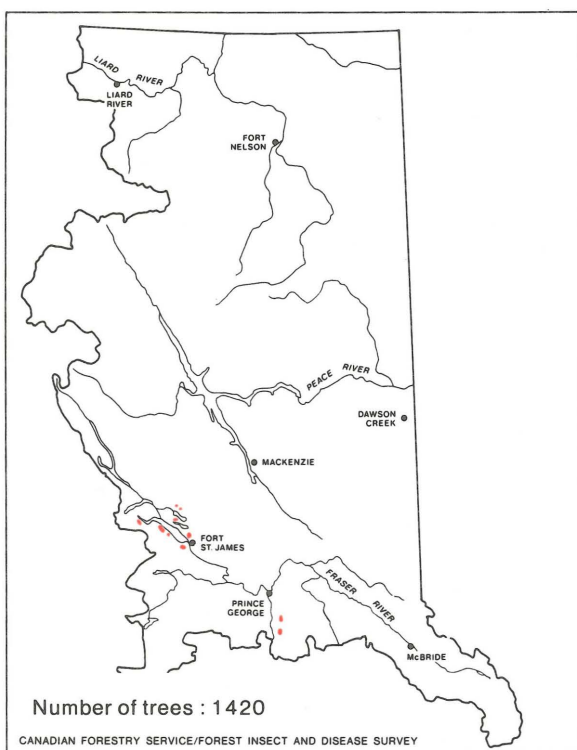 LIARD RIVER
LIARD
RIVER
FORT
NELSON
PEACE RIVER
DAWSON
CREEK
MACKENZIE
FORT
ST. JAMES
PRINCE
GEORGE
FRASER RIVER
McBRIDE
Number of trees : 1420
CANADIAN FORESTRY SERVICE/FOREST INSECT AND DISEASE SURVEY